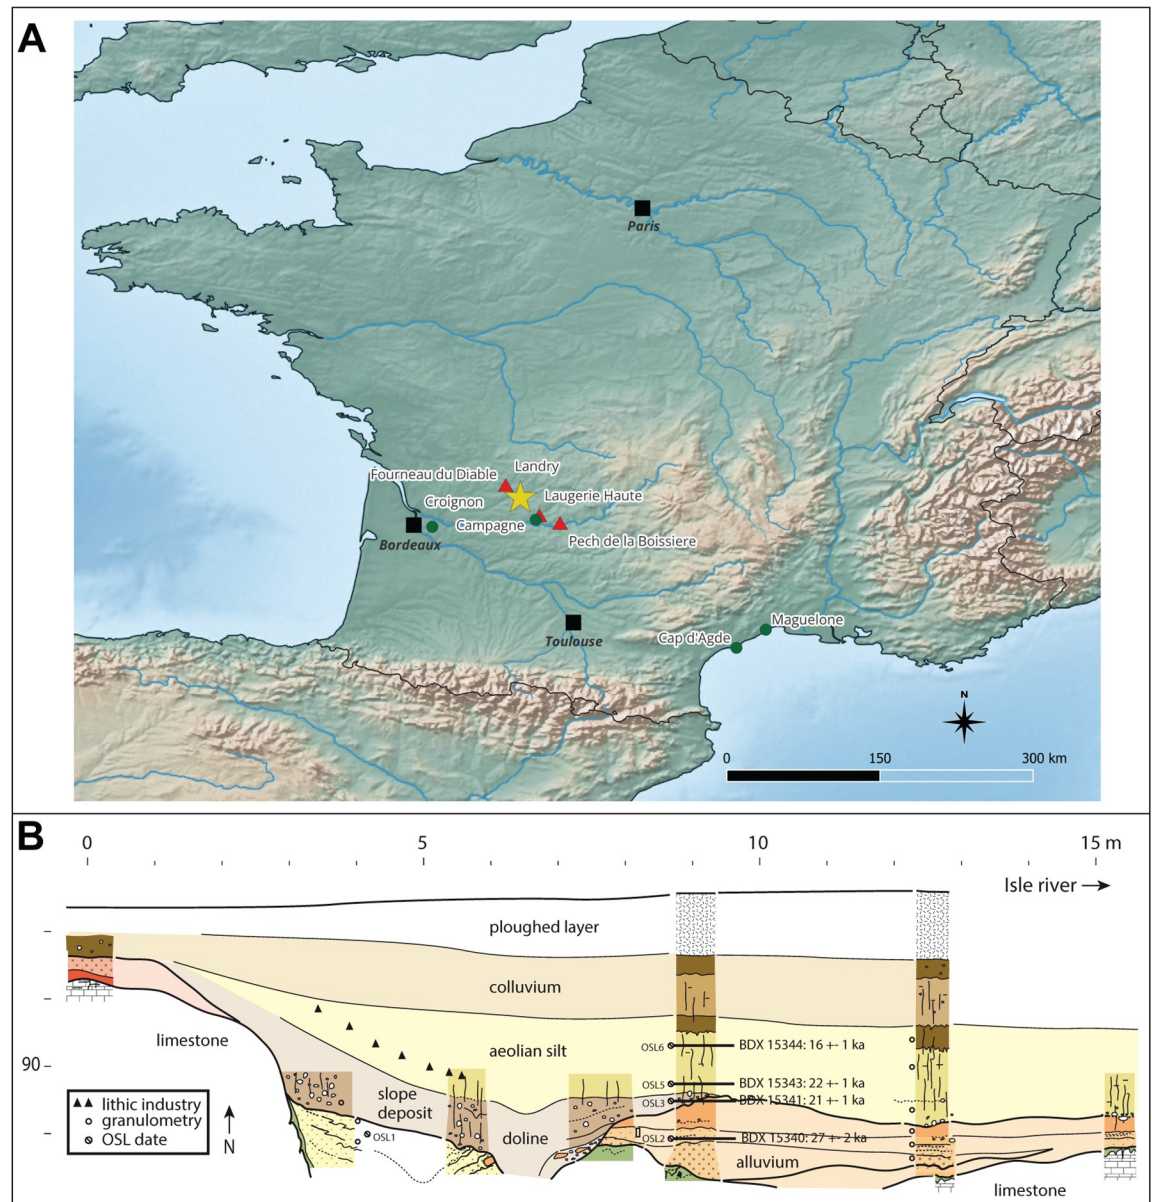 A
Paris
Landry
Fourneau du Diable
Laugerie Haute
Croignon
Campagne
Bordeaux
Pech de la Boissiere
Maguelone
Toulouse
Cap d'Agde
N
0 150 300 km
B
0 5 10 15 m
Isle river
ploughed layer
colluvium
limestone
aeolian silt
OSL6 BDX 15344: 16 +- 1 ka
90
OSL5 BDX 15343: 22 +- 1 ka
slope
deposit
OSL3 BDX 15341: 21 +- 1 ka
lithic industry
granulometry
OSL date
N
OSL1
doline
OSL2 BDX 15340: 27 +- 2 ka
alluvium
limestone